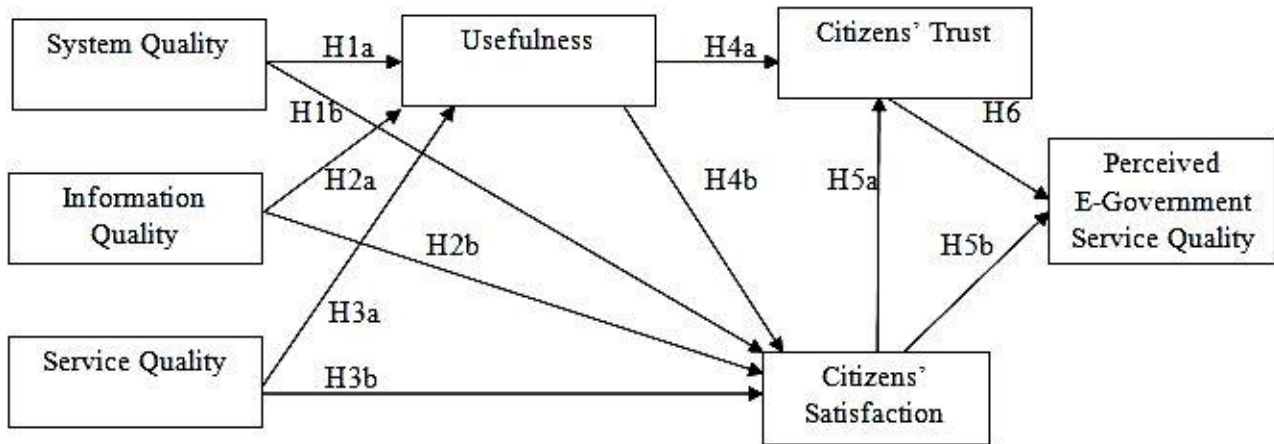 System Quality
H1a
Usefulness
H4a
Citizens’ Trust
H1b
H6
Information
Quality
H2a
H4b
H5a
Perceived
E-Government
Service Quality
H2b
H5b
H3a
Service Quality
H3b
Citizens’
Satisfaction